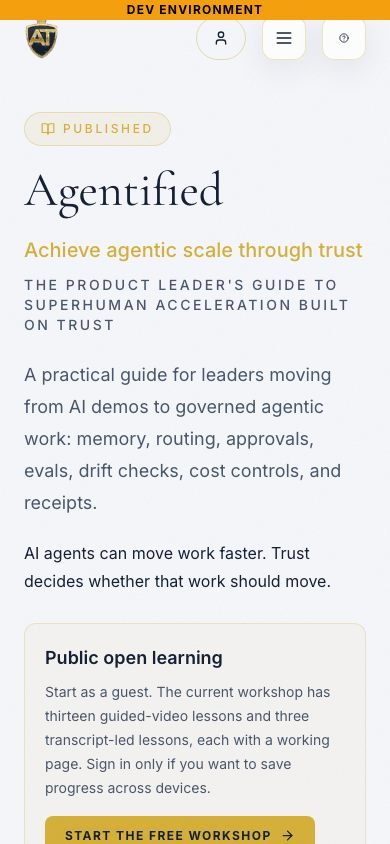 DEV ENVIRONMENT
AT
PUBLISHED
Agentified
Achieve agentic scale through trust
THE PRODUCT LEADER'S GUIDE TO
SUPERHUMAN ACCELERATION BUILT
ON TRUST
A practical guide for leaders moving
from AI demos to governed agentic
work: memory, routing, approvals,
evals, drift checks, cost controls, and
receipts.
AI agents can move work faster. Trust
decides whether that work should move.
Public open learning
Start as a guest. The current workshop has
thirteen guided-video lessons and three
transcript-led lessons, each with a working
page. Sign in only if you want to save
progress across devices.
START THE FREE WORKSHOP →